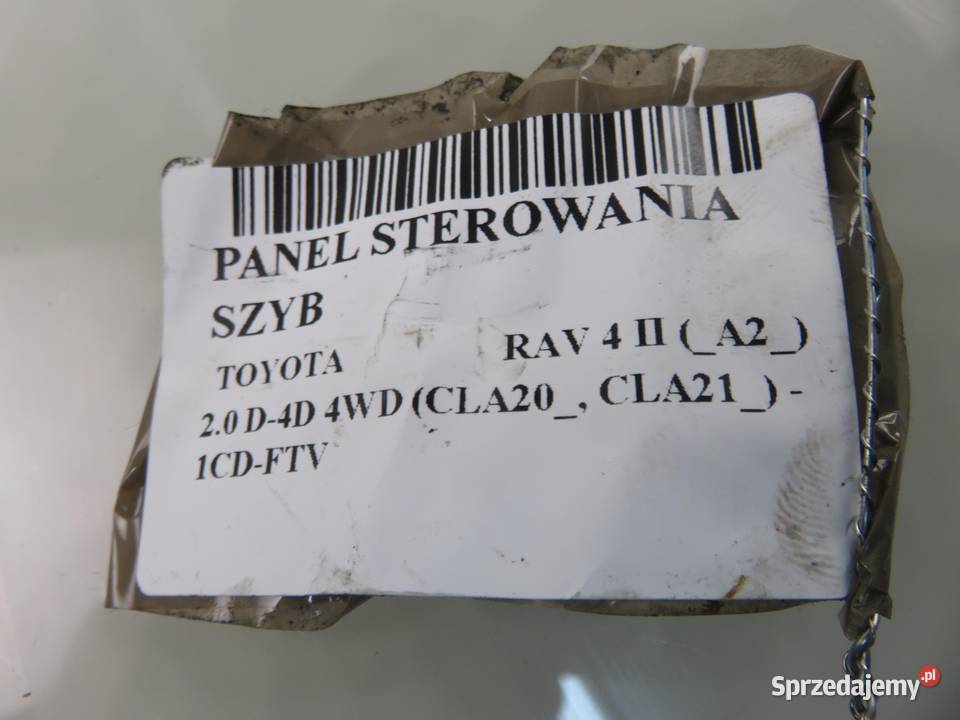 PANEL STEROWANIA
SZYB
TOYOTA RAV 4 II (_A2_)
2.0 D-4D 4WD (CLA20_, CLA21_) -
1CD-FTV
Sprzedajemy.pl